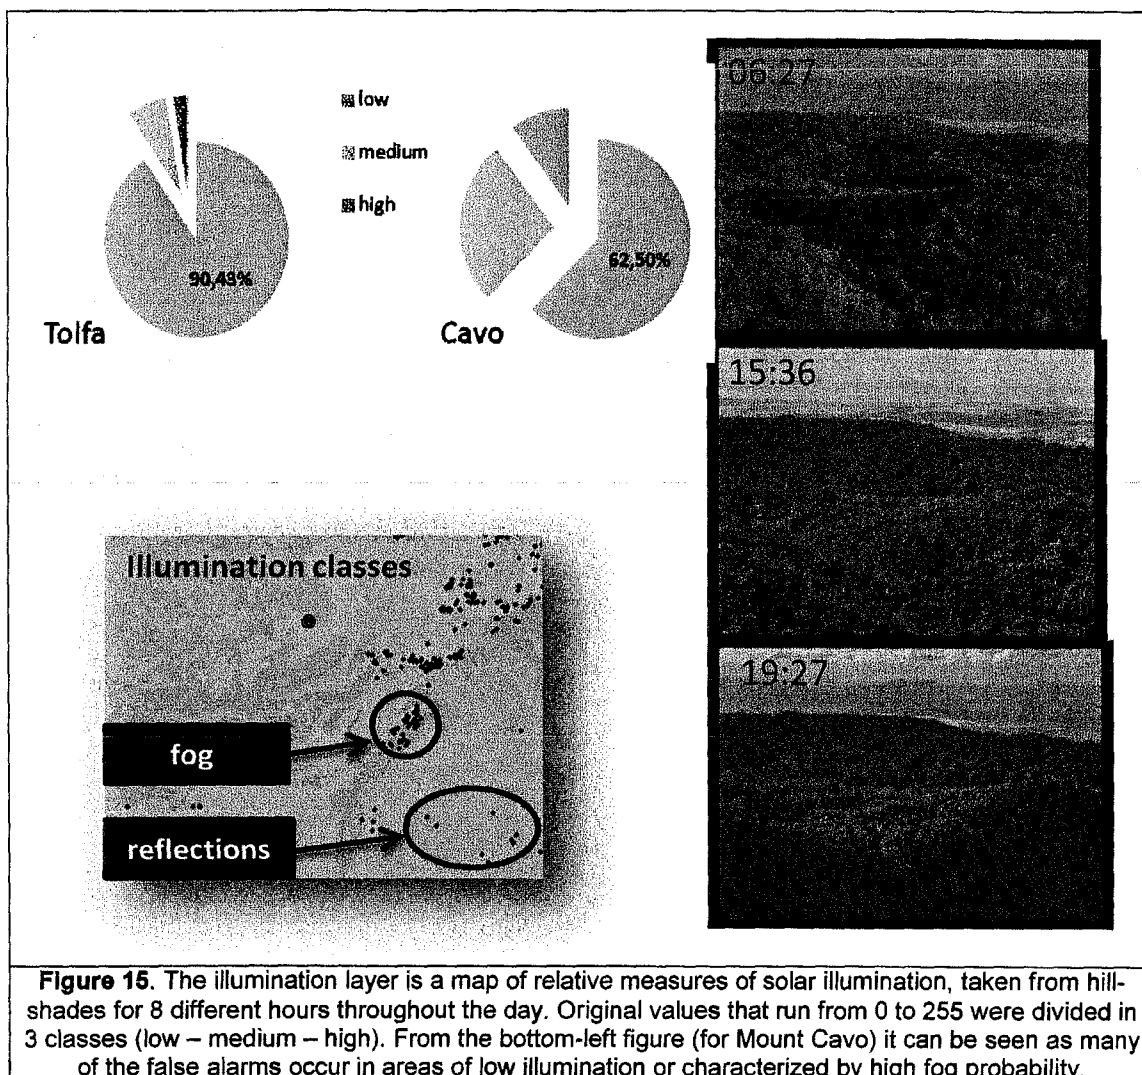 low
medium
high
90,43%
62,50%
Tolfa
Cavo
06:27
15:36
19:27
Illumination classes
fog
reflections
Figure 15. The illumination layer is a map of relative measures of solar illumination, taken from hill-
shades for 8 different hours throughout the day. Original values that run from 0 to 255 were divided in
3 classes (low – medium – high). From the bottom-left figure (for Mount Cavo) it can be seen as many
of the false alarms occur in areas of low illumination or characterized by high fog probability.